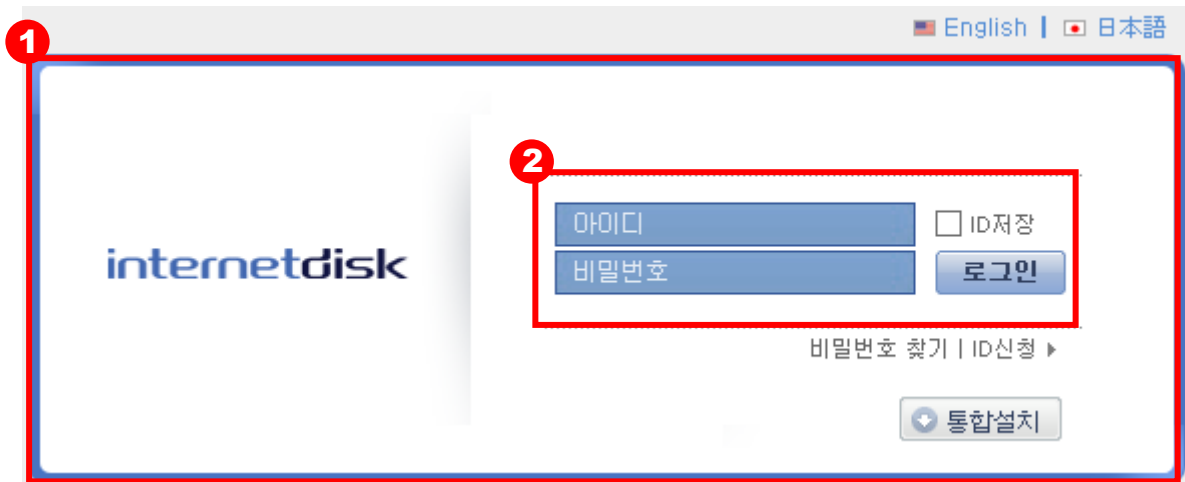 English | 日本語
1
2
아이디
ID저장
internetdisk
비밀번호
로그인
비밀번호 찾기 | ID신청
통합설치